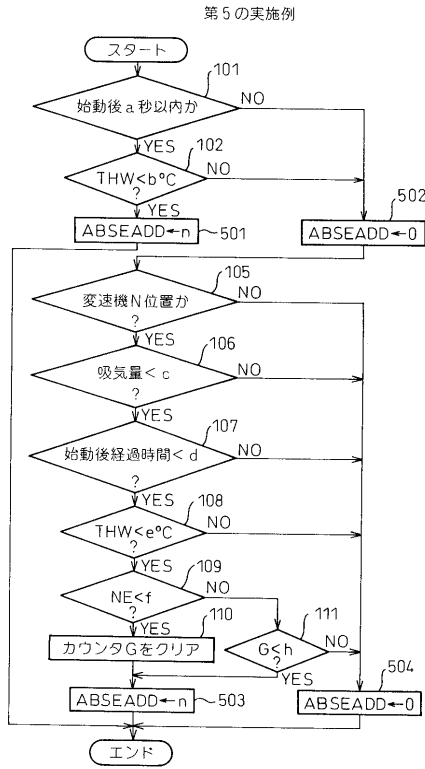 第5の実施例
スタート
101
始動後a秒以内か
NO
YES
102
THW<b°C
?
NO
YES
ABSEADD←n
501
502
ABSEADD←0
105
変速機N位置か
?
NO
YES
106
吸気量<c
?
NO
YES
107
始動後経過時間<d
?
NO
YES
108
THW<e°C
?
NO
YES
109
NE<f
?
NO
YES
110
カウンタGをクリア
111
G<h
?
NO
YES
ABSEADD←n
503
504
ABSEADD←0
エンド